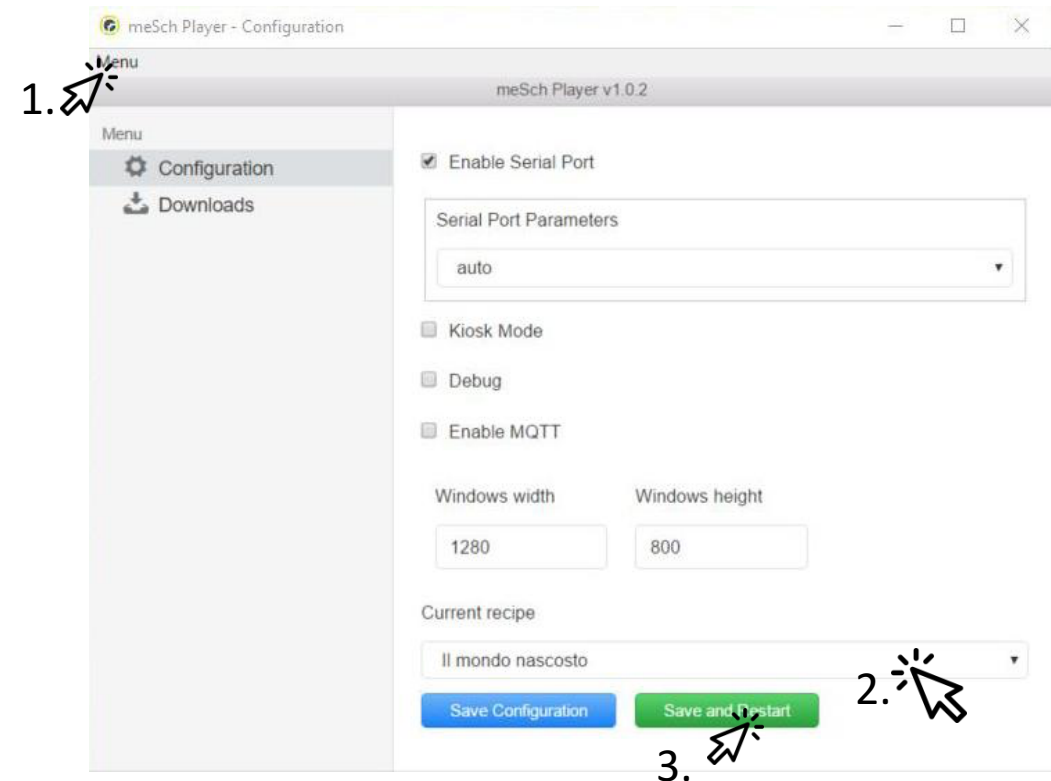 meSch Player - Configuration
Menu
1.
meSch Player v1.0.2
Menu
Configuration
Downloads
Enable Serial Port
Serial Port Parameters
auto
Kiosk Mode
Debug
Enable MQTT
Windows width Windows height
1280 800
Current recipe
Il mondo nascosto
2.
Save Configuration Save and Restart
3.